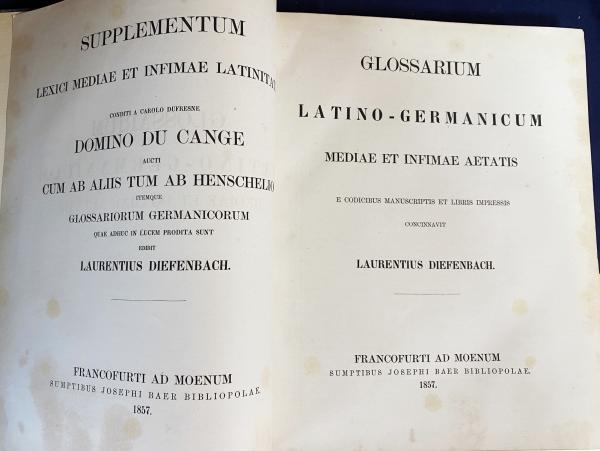 SUPPLEMENTUM
LEXICI MEDIAE ET INFIMAE LATINITA
CONDITI A CAROLO DUFRESNE
DOMINO DU CANGE
AUCTI
CUM AB ALIIS TUM AB HENSCHELIO
ITEMQUE
GLOSSARIORUM GERMANICORUM
QUAE ADHUC IN LUCEM PRODITA SUNT
EDIDIT
LAURENTIUS DIEFENBACH.
FRANCOFURTI AD MOENUM
SUMPTIBUS JOSEPHI BAER BIBLIOPOLAE.
1857.
GLOSSARIUM
LATINO-GERMANICUM
MEDIAE ET INFIMAE AETATIS
E CODICIBUS MANUSCRIPTIS ET LIBRIS IMPRESSIS
CONCINNAVIT
LAURENTIUS DIEFENBACH.
FRANCOFURTI AD MOENUM
SUMPTIBUS JOSEPHI BAER BIBLIOPOLAE.
1857.